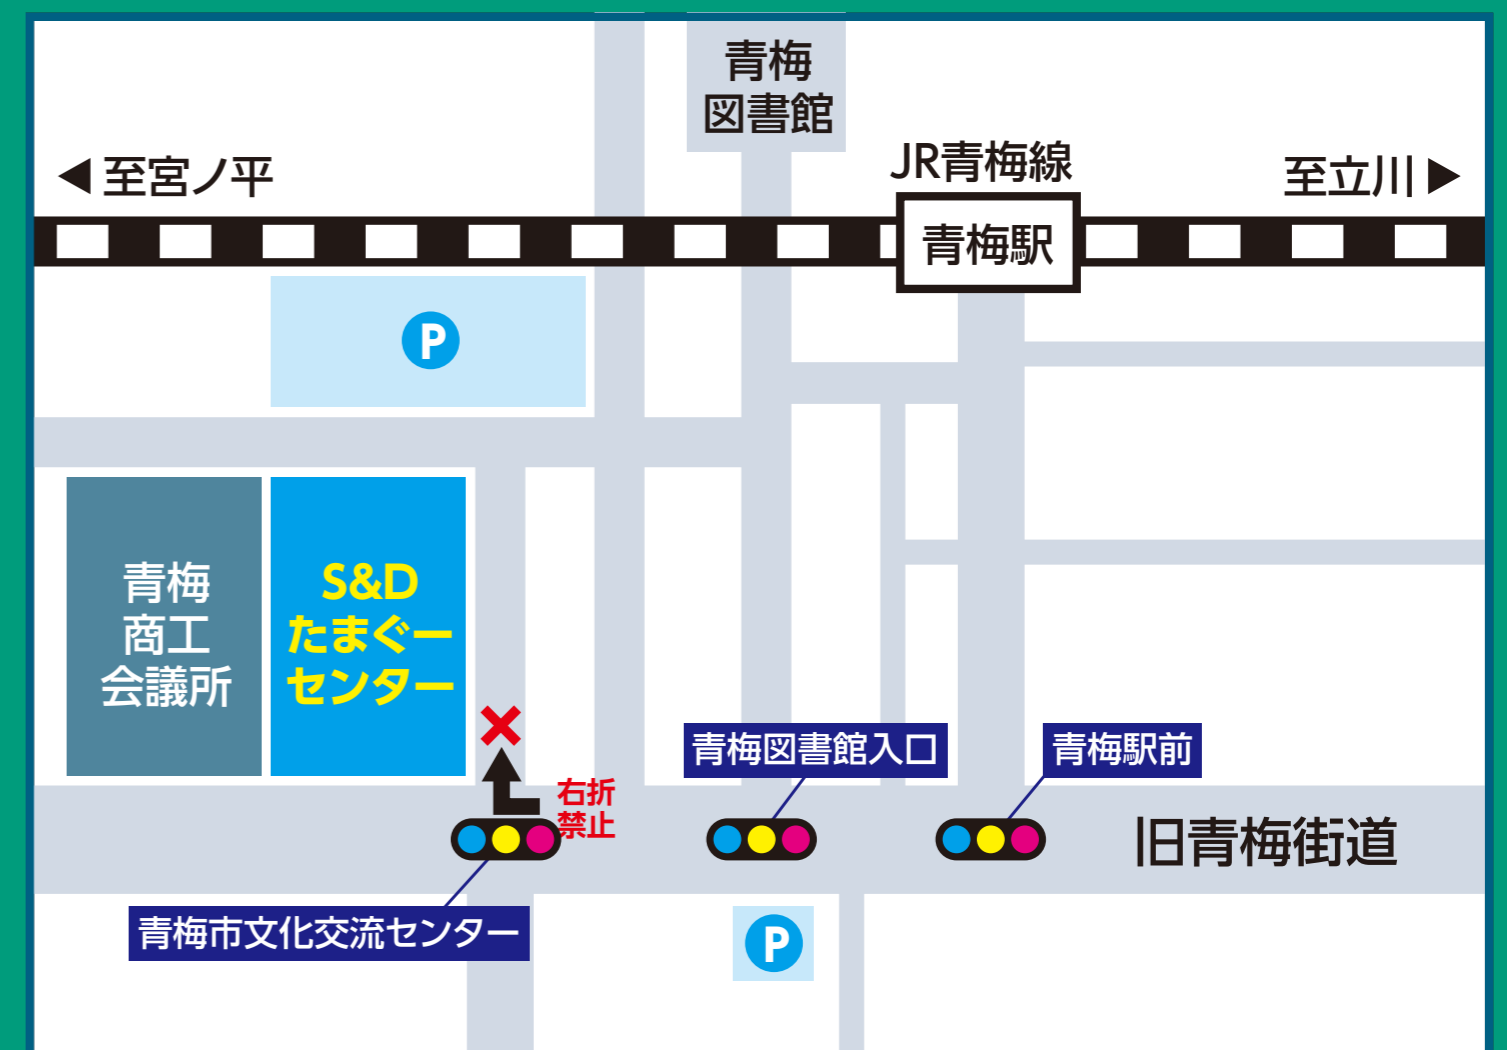 青梅
図書館
JR青梅線
◀ 至宮ノ平
至立川 ▶
青梅駅
P
青梅
商工
会議所
S&D
たまぐー
センター
青梅図書館入口
青梅駅前
右折
禁止
旧青梅街道
青梅市文化交流センター
P